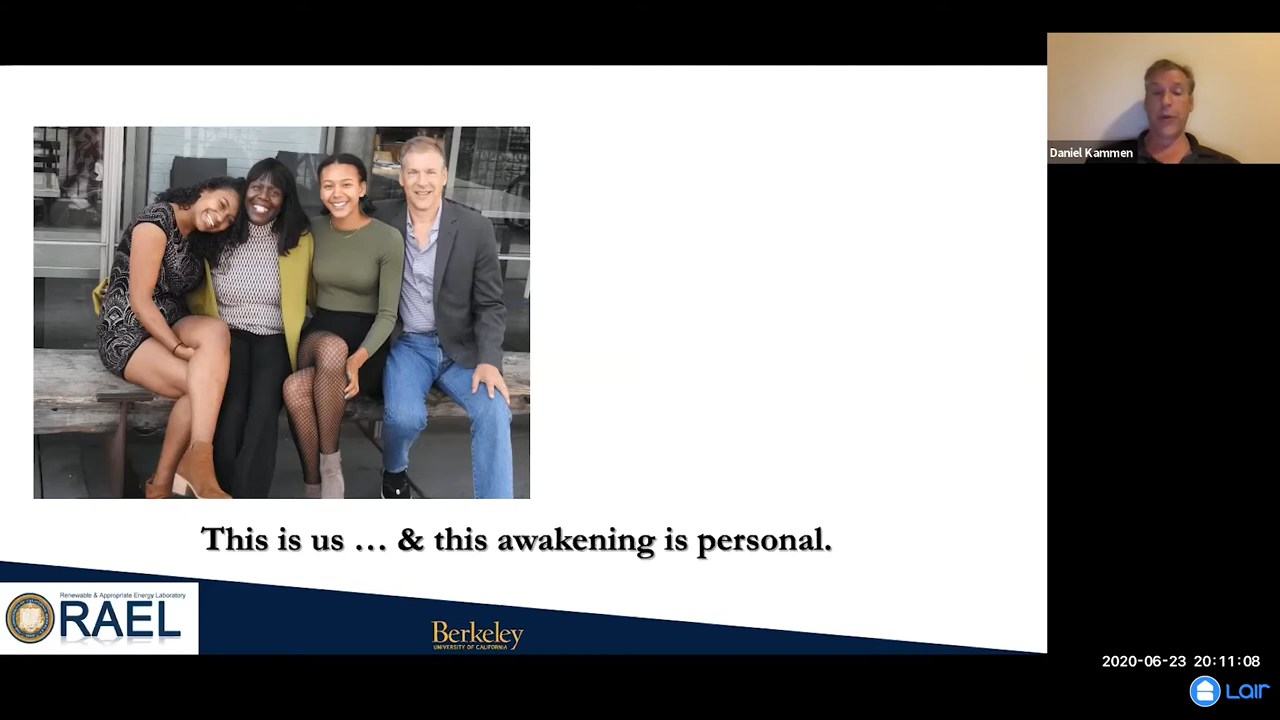 Daniel Kammen
This is us … & this awakening is personal.
Renewable & Appropriate Energy Laboratory
RAEL
Berkeley
UNIVERSITY OF CALIFORNIA
2020-06-23 20:11:08
LAIR